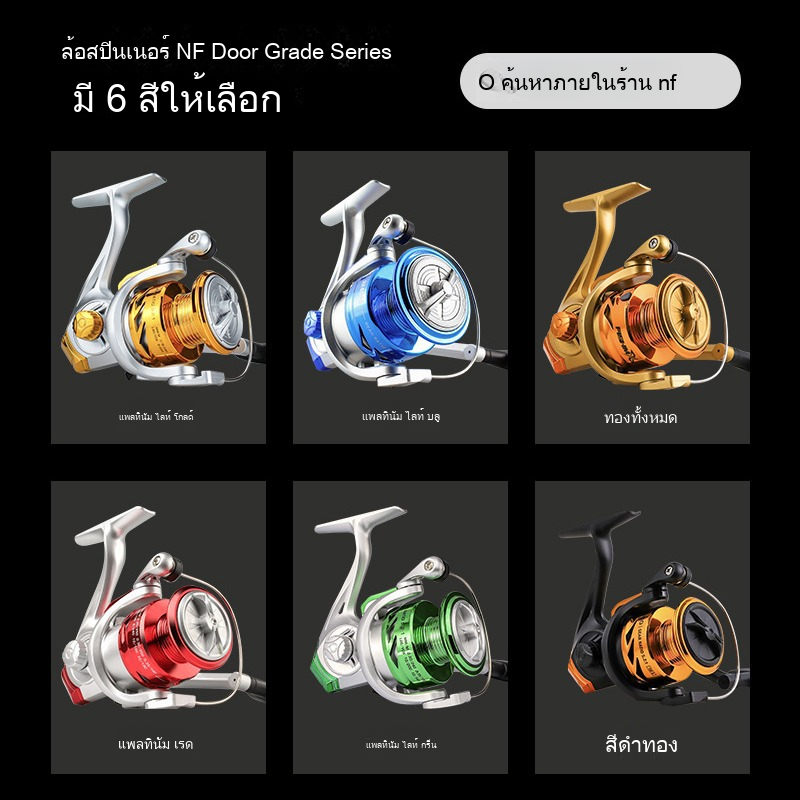 ล้อสปินเนอร์ NF Door Grade Series
มี 6 สีให้เลือก
O ค้นหาภายในร้าน nf
แพลทินัม ไลท์ โกลด์
แพลทินัม ไลท์ บลู
ทองทั้งหมด
แพลทินัม เรด
แพลทินัม ไลท์ กรีน
สีดำทอง